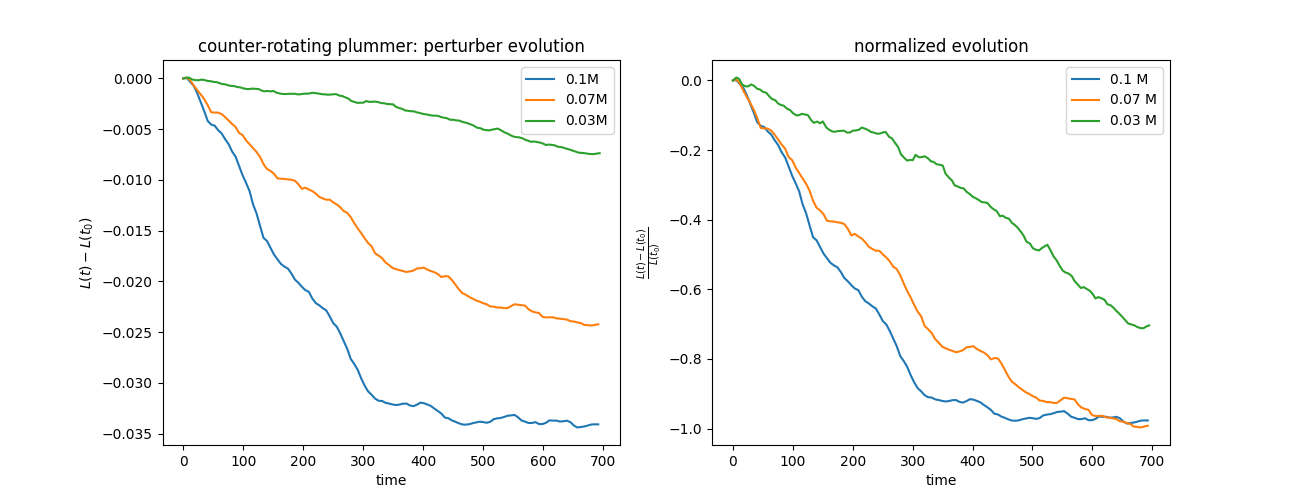 counter-rotating plummer: perturber evolution
L(t) − L(t₀)
0.000
−0.005
−0.010
−0.015
−0.020
−0.025
−0.030
−0.035
0 100 200 300 400 500 600 700
time
0.1M
0.07M
0.03M
normalized evolution
L(t) − L(t₀)
L(t₀)
0.0
−0.2
−0.4
−0.6
−0.8
−1.0
0 100 200 300 400 500 600 700
time
0.1 M
0.07 M
0.03 M